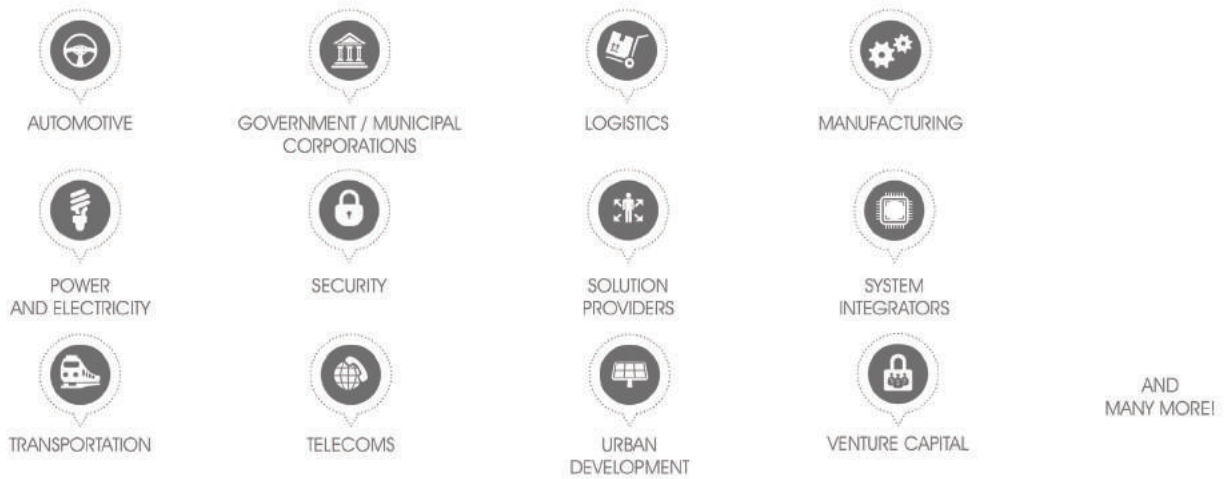 AUTOMOTIVE
GOVERNMENT / MUNICIPAL
CORPORATIONS
LOGISTICS
MANUFACTURING
POWER
AND ELECTRICITY
SECURITY
SOLUTION
PROVIDERS
SYSTEM
INTEGRATORS
TRANSPORTATION
TELECOMS
URBAN
DEVELOPMENT
VENTURE CAPITAL
AND
MANY MORE!